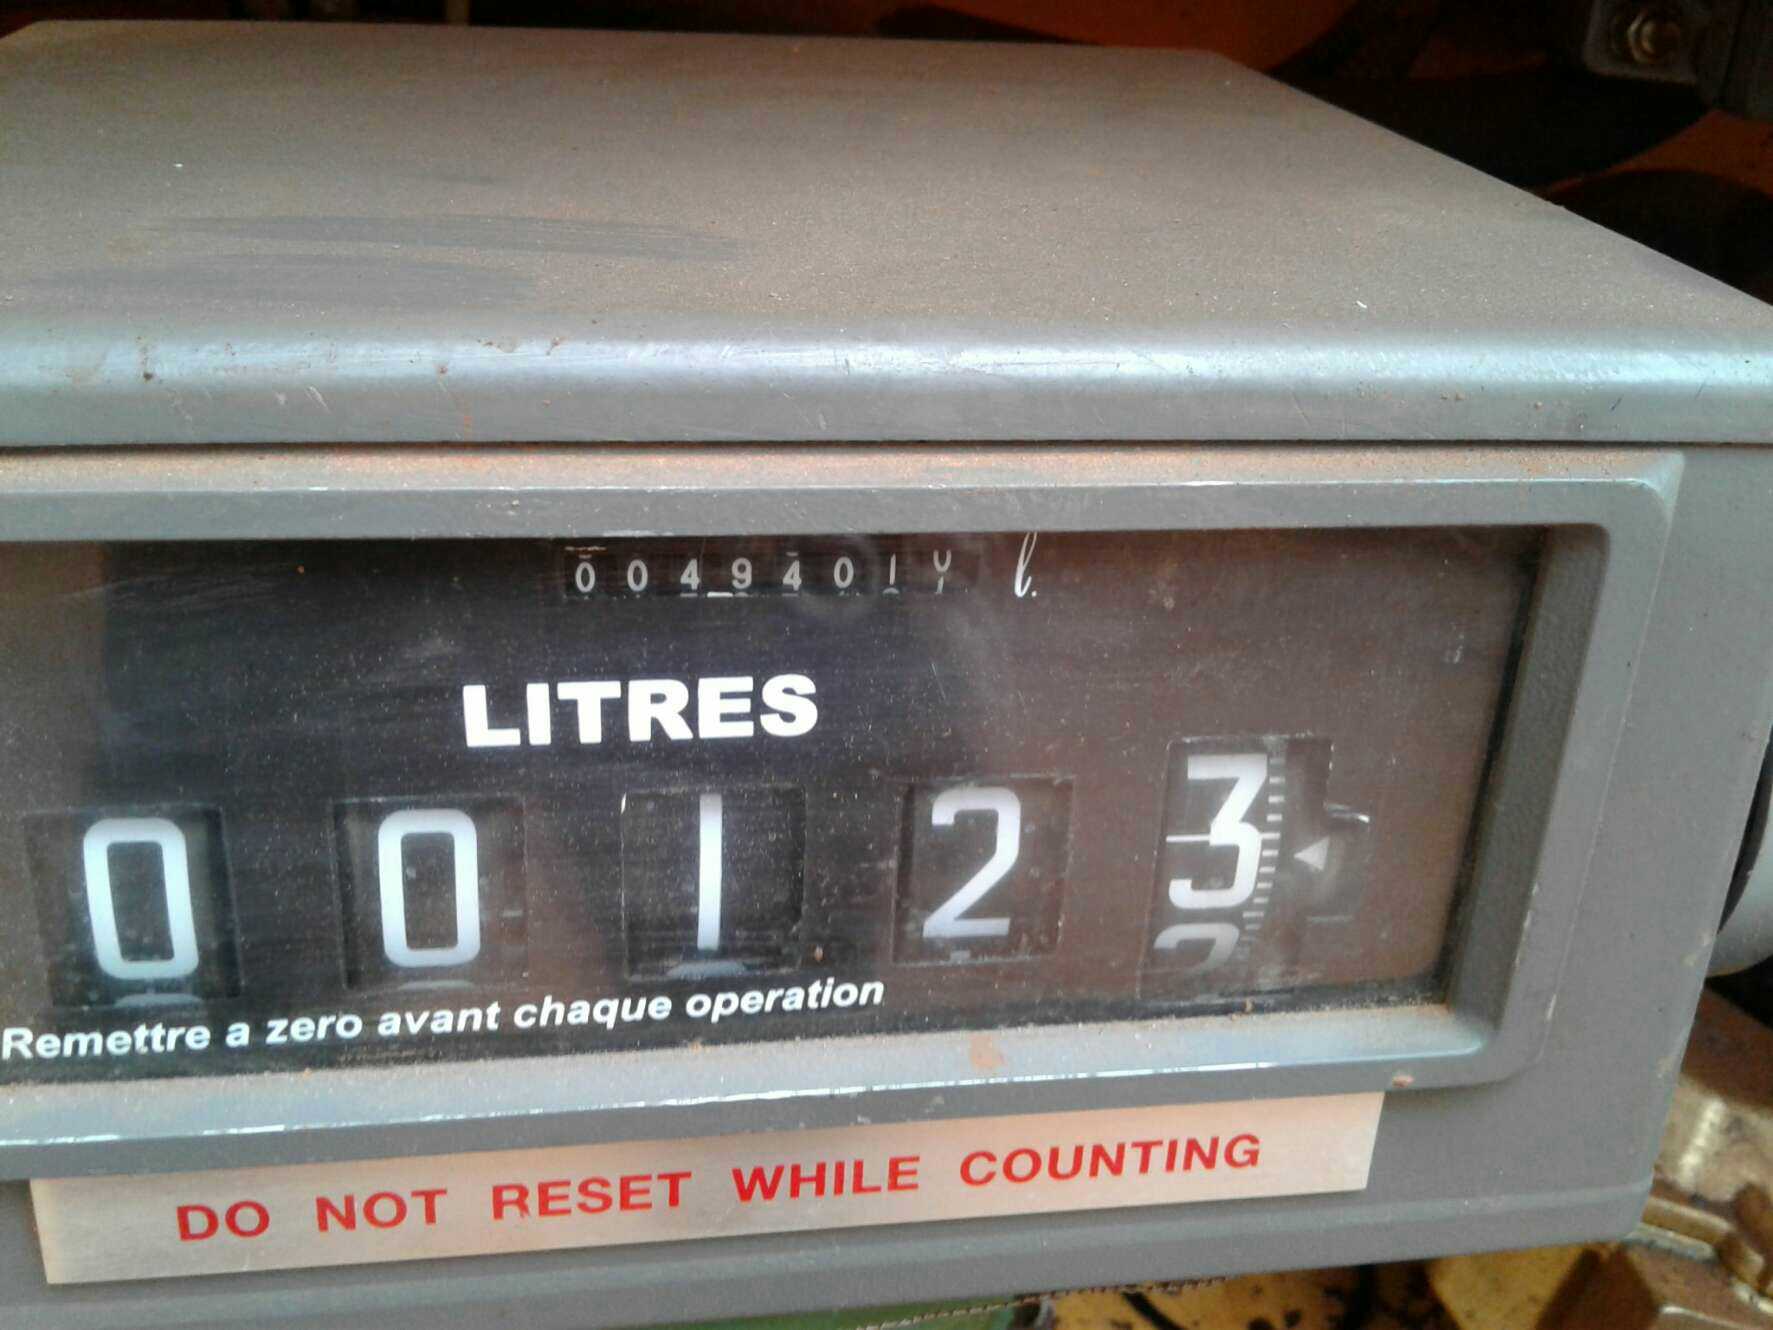 0049401 l.
LITRES
00123
Remettre a zero avant chaque operation
DO NOT RESET WHILE COUNTING